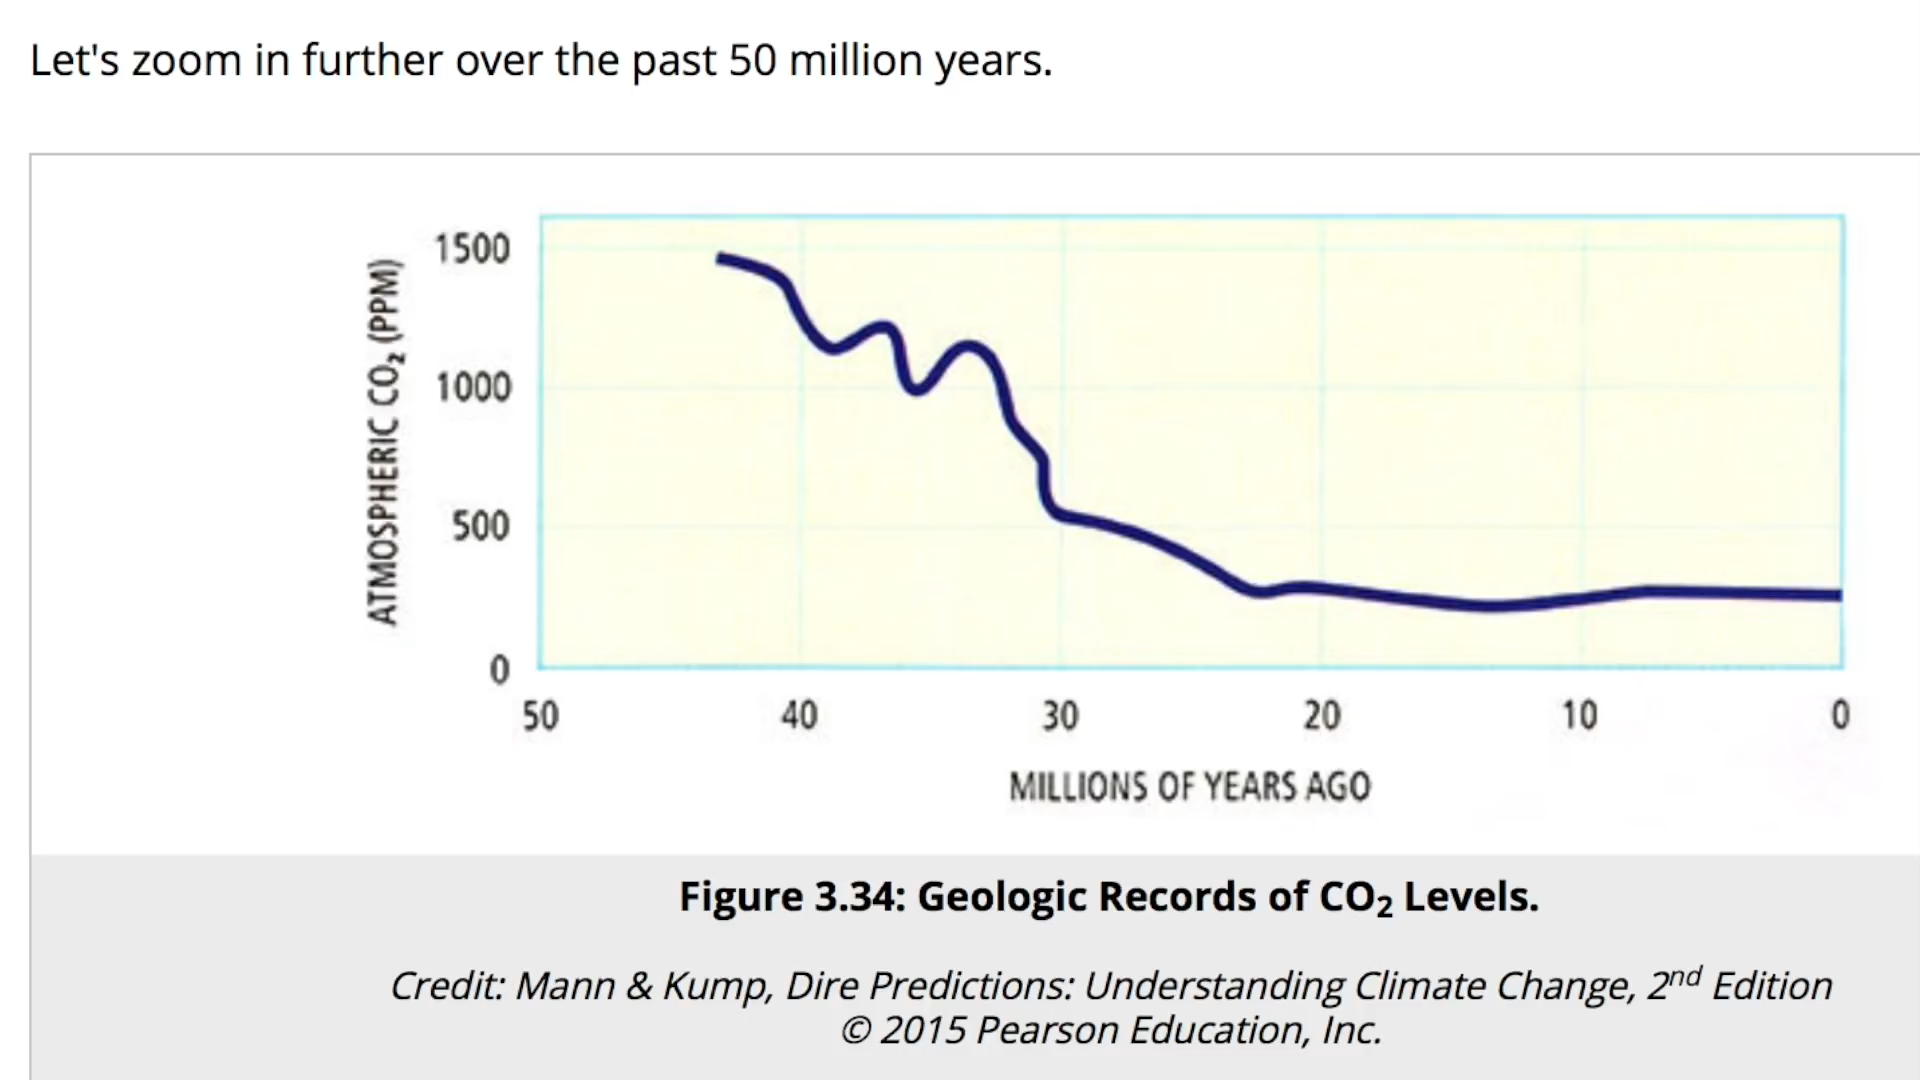 Let's zoom in further over the past 50 million years.
ATMOSPHERIC CO₂ (PPM)
1500
1000
500
0
50 40 30 20 10 0
MILLIONS OF YEARS AGO
Figure 3.34: Geologic Records of CO₂ Levels.
Credit: Mann & Kump, Dire Predictions: Understanding Climate Change, 2ⁿᵈ Edition
© 2015 Pearson Education, Inc.